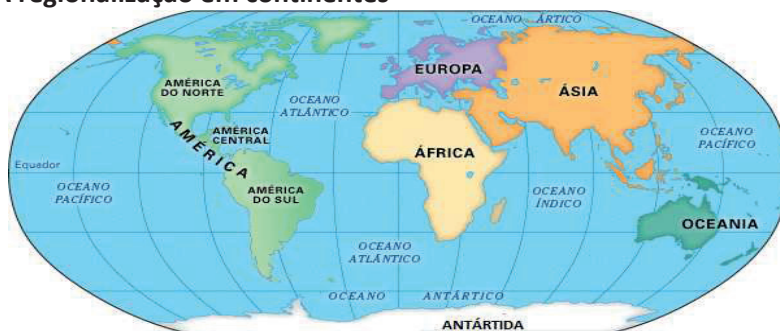 regionalização em continentes
OCEANO ÁRTICO
EUROPA
AMÉRICA
DO NORTE
ÁSIA
OCEANO
ATLÂNTICO
AMÉRICA
CENTRAL
AMÉRICA
OCEANO
PACÍFICO
ÁFRICA
Equador
OCEANO
PACÍFICO
AMÉRICA
DO SUL
OCEANO
ÍNDICO
OCEANIA
OCEANO
ATLÂNTICO
OCEANO ANTÁRTICO
ANTÁRTIDA